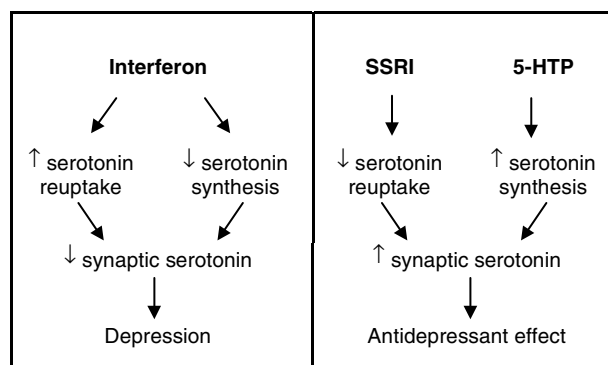 Interferon
↑ serotonin
reuptake
↓ serotonin
synthesis
↓ synaptic serotonin
Depression
SSRI
5-HTP
↓ serotonin
reuptake
↑ serotonin
synthesis
↑ synaptic serotonin
Antidepressant effect